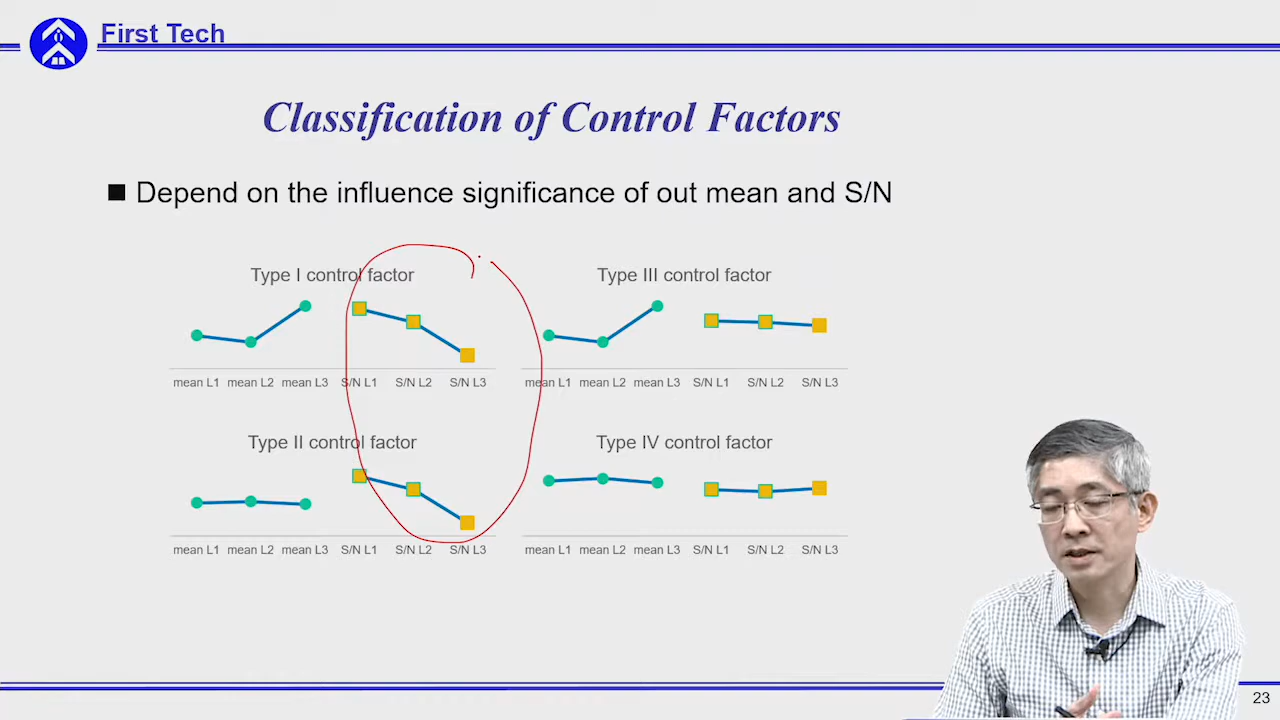 First Tech
Classification of Control Factors
Depend on the influence significance of out mean and S/N
Type I control factor
mean L1 mean L2 mean L3 S/N L1 S/N L2 S/N L3
Type III control factor
mean L1 mean L2 mean L3 S/N L1 S/N L2 S/N L3
Type II control factor
mean L1 mean L2 mean L3 S/N L1 S/N L2 S/N L3
Type IV control factor
mean L1 mean L2 mean L3 S/N L1 S/N L2 S/N L3
23